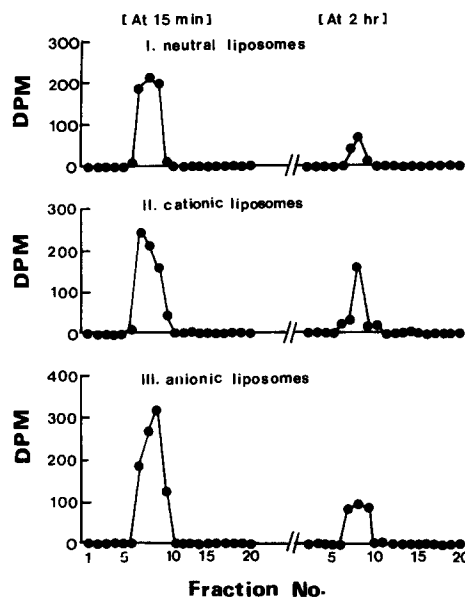 [At 15 min] [At 2 hr]
I. neutral liposomes
DPM
300
200
100
0
II. cationic liposomes
DPM
300
200
100
0
III. anionic liposomes
DPM
400
300
200
100
0
1 5 10 15 20 5 10 15 20
Fraction No.